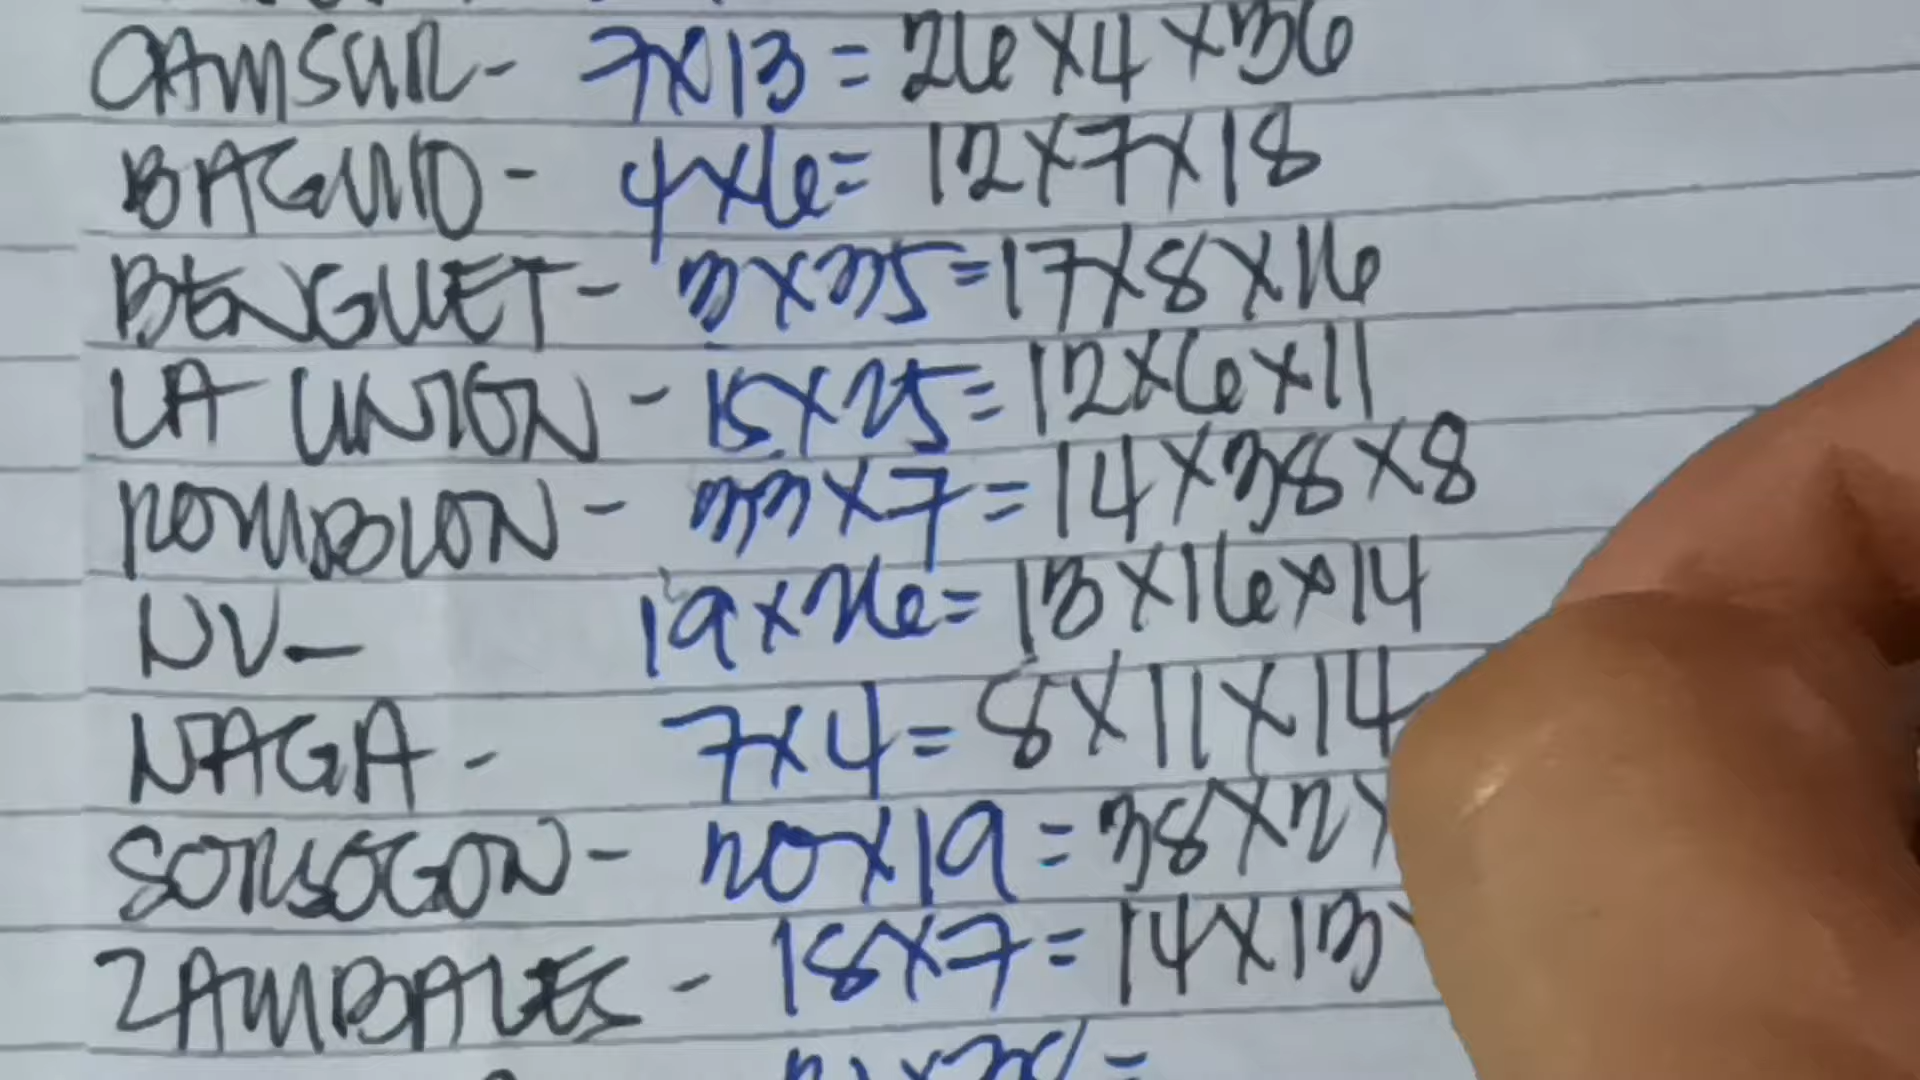 CAMSUR- 7X13 = 26X4X36
BAGUIO - 4X6= 12X7X18
BENGUET- 3X35=17X8X16
LA UNION - 15X25= 12X6X11
ROMBLON - 33X7 = 14X38X8
NV- 19X26= 13X16X14
NAGA - 7X4= 8X11X14
SORSOGON - 20X19 = 38X2X
ZAMBALES - 18X7= 14X13